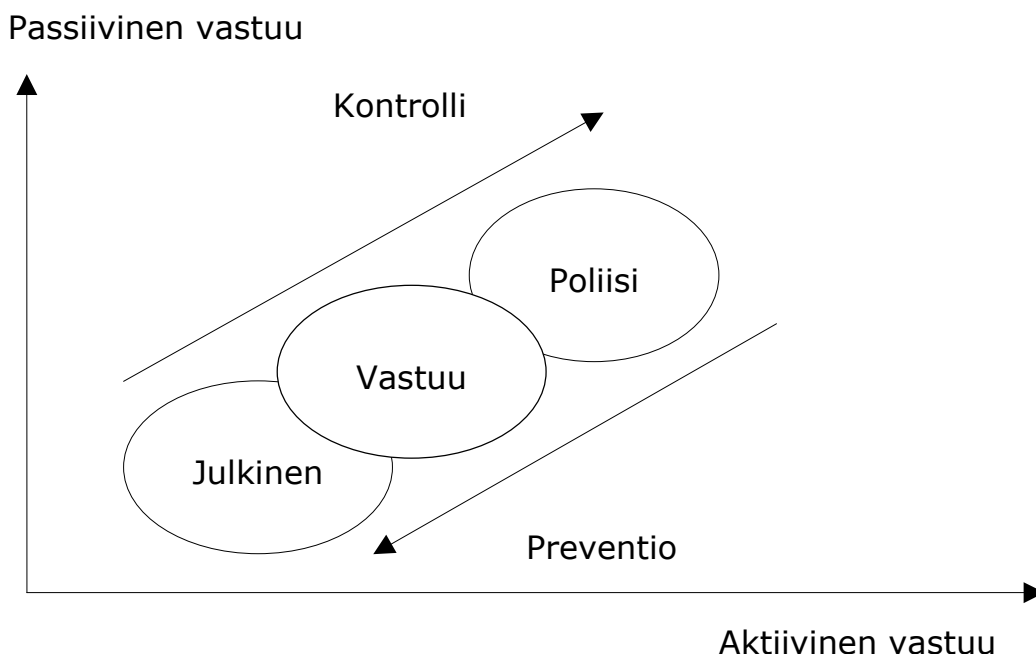 Passiivinen vastuu
Kontrolli
Poliisi
Vastuu
Julkinen
Preventio
Aktiivinen vastuu